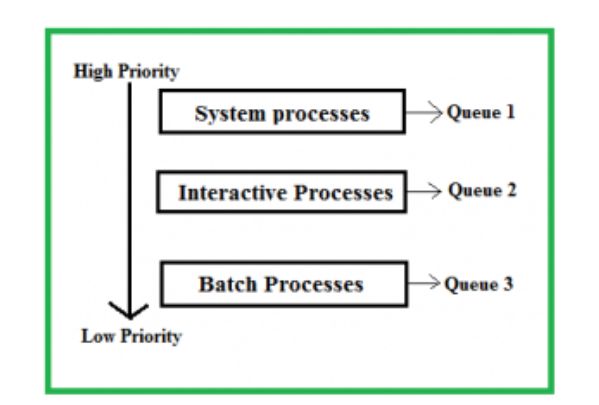 High Priority
System processes
Queue 1
Interactive Processes
Queue 2
Batch Processes
Queue 3
Low Priority